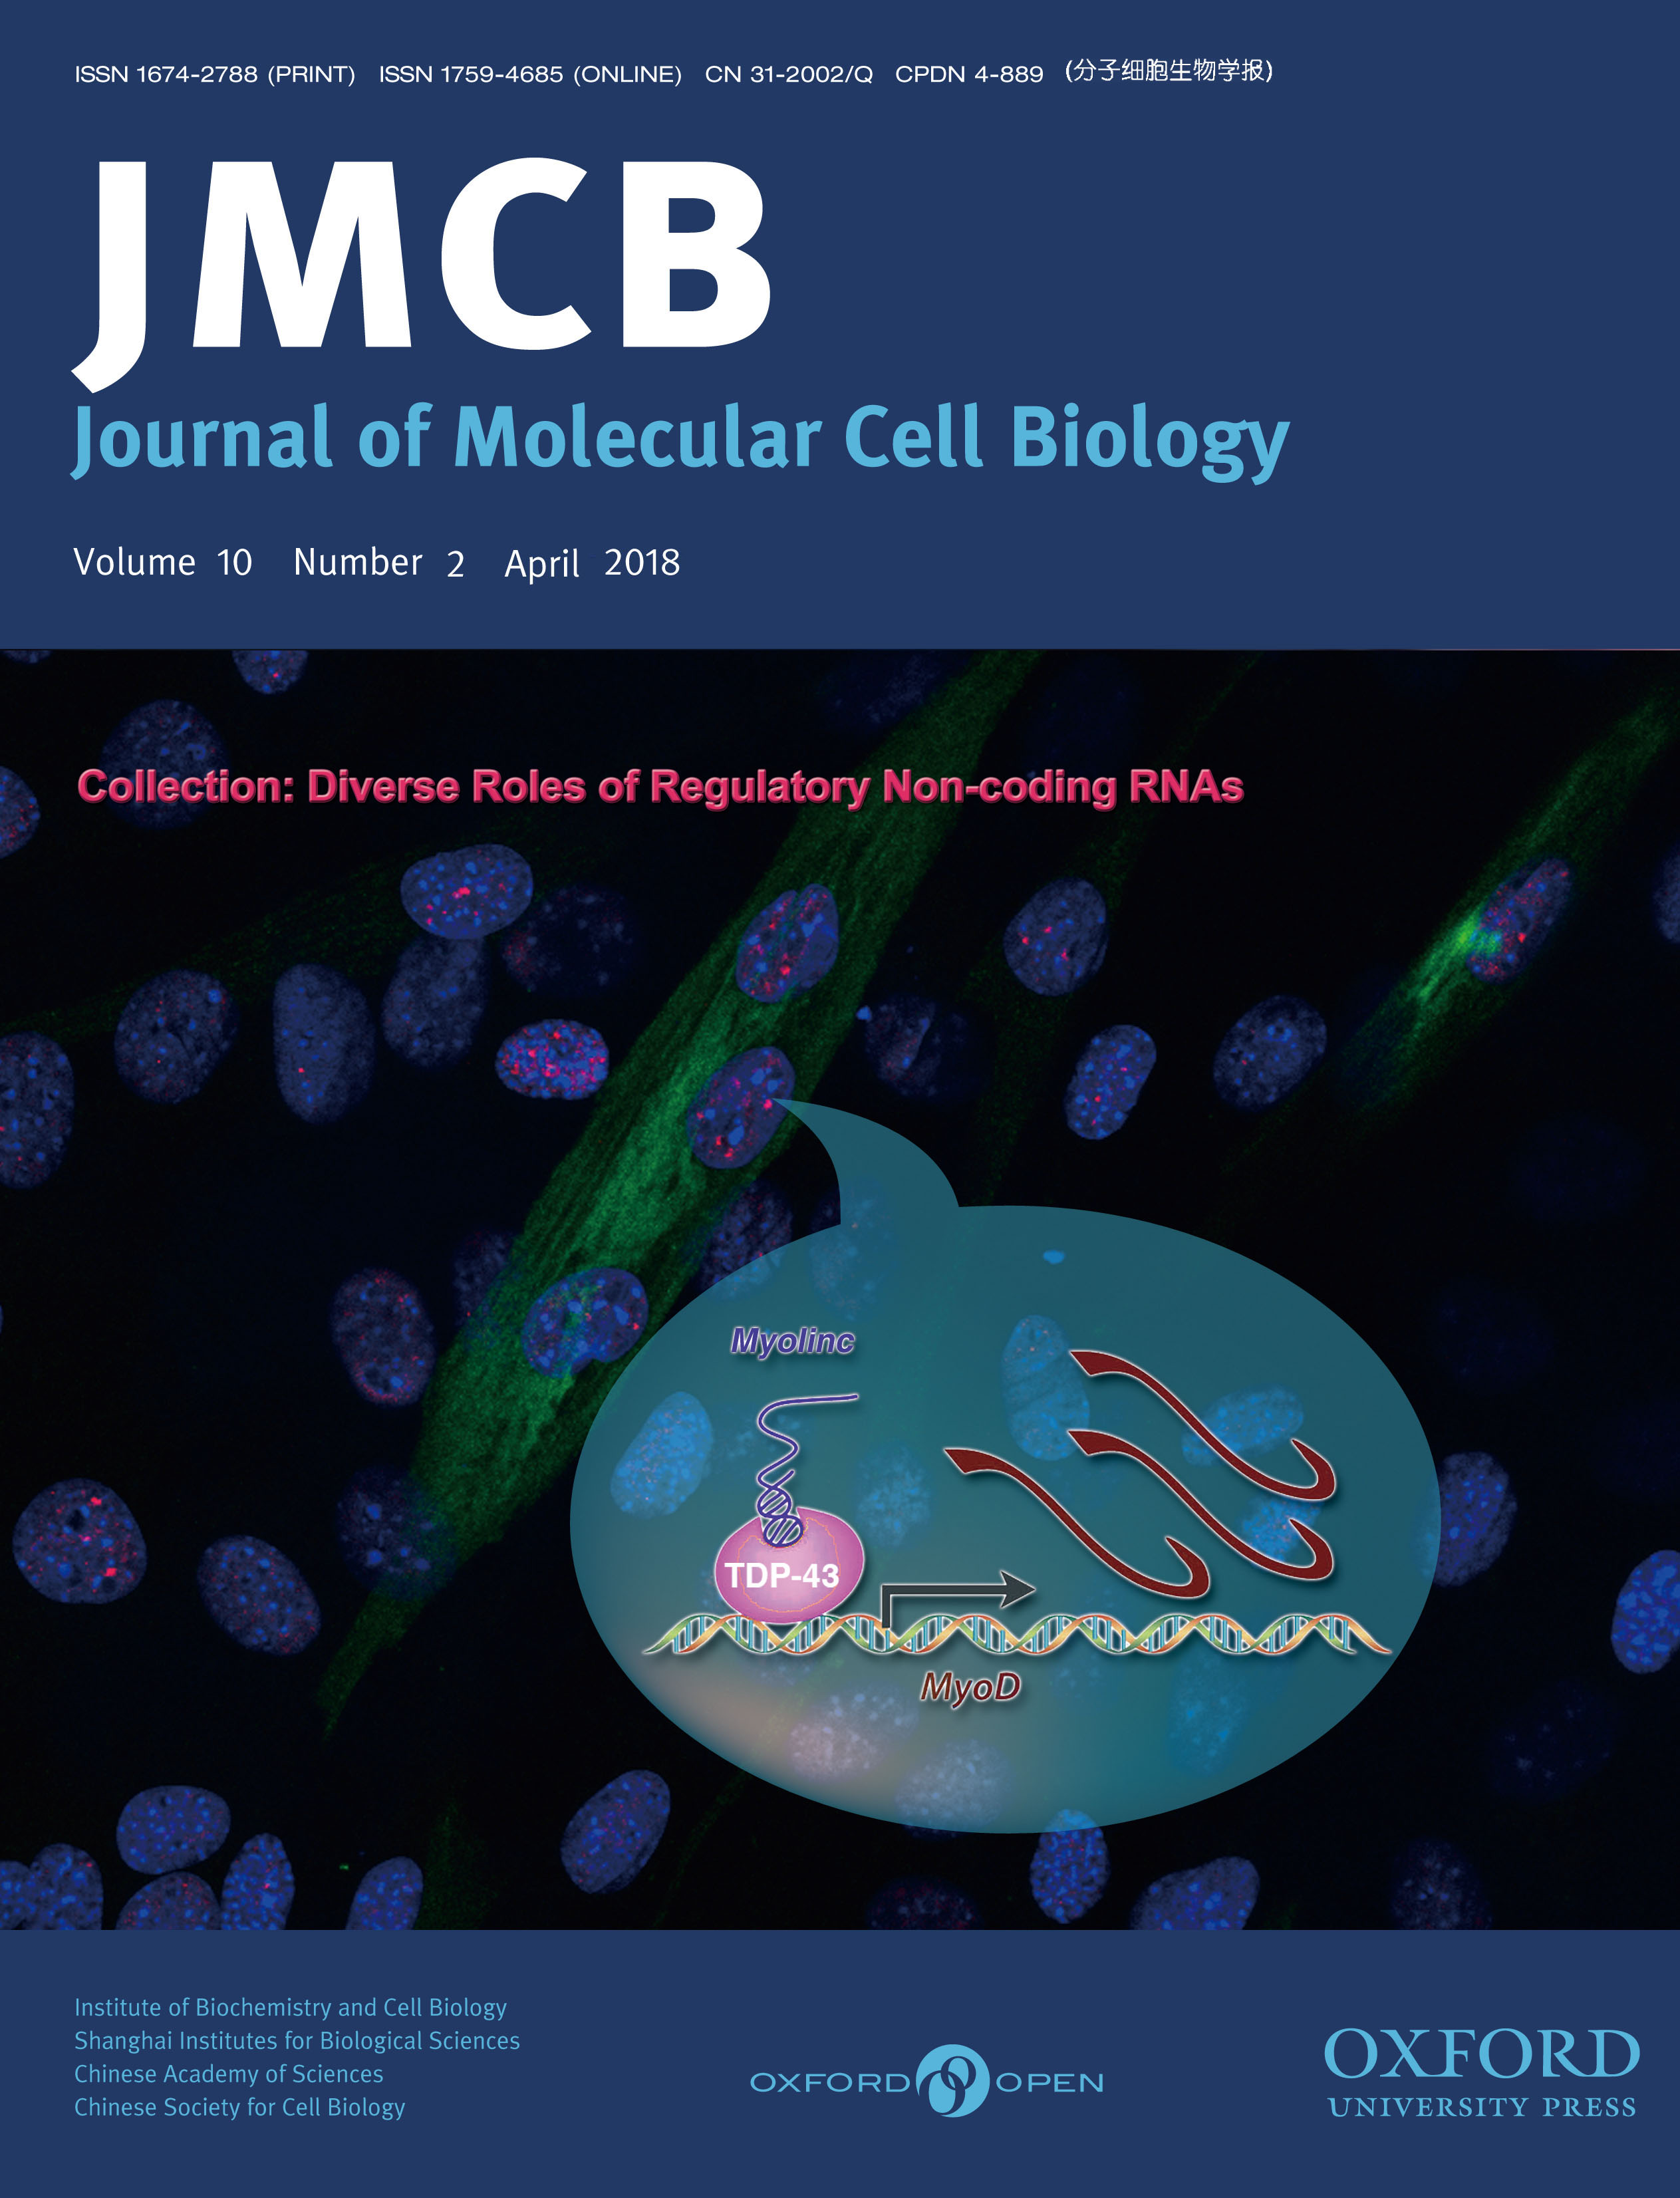 ISSN 1674-2788 (PRINT) ISSN 1759-4685 (ONLINE) CN 31-2002/Q CPDN 4-889 (分子细胞生物学报)
JMCB
Journal of Molecular Cell Biology
Volume 10 Number 2 April 2018
Collection: Diverse Roles of Regulatory Non-coding RNAs
Myolinc
TDP-43
MyoD
Institute of Biochemistry and Cell Biology
Shanghai Institutes for Biological Sciences
Chinese Academy of Sciences
Chinese Society for Cell Biology
OXFORD OPEN
OXFORD
UNIVERSITY PRESS